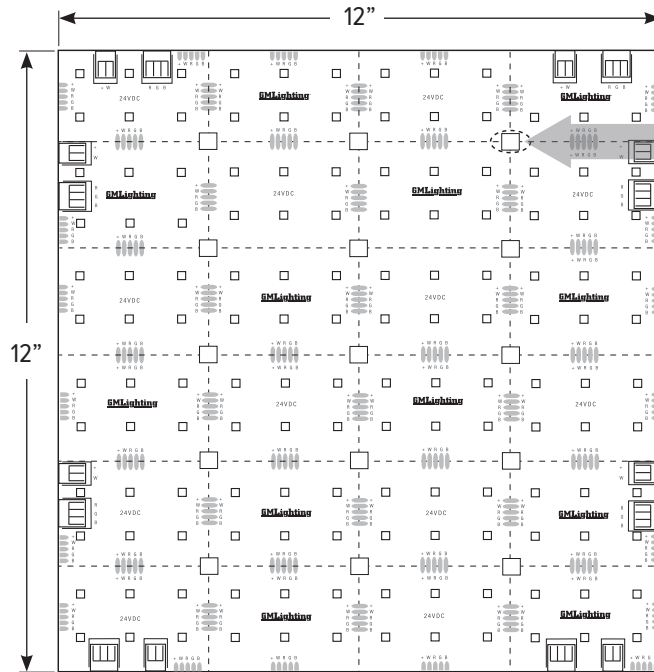 12”
12”
+ W
R G B
+ W R G B
+ W R G B
+ W
R G B
24VDC
GMLighting
24VDC
GMLighting
+ W R G B
+ W R G B
+ W R G B
+ W R G B
+ W
+ W
R G B
R G B
GMLighting
24VDC
GMLighting
24VDC
+ W R G B
+ W R G B
24VDC
GMLighting
24VDC
GMLighting
+ W R G B
+ W R G B
+ W R G B
+ W R G B
GMLighting
24VDC
GMLighting
24VDC
+ W R G B
+ W R G B
+ W R G B
+ W R G B
+ W
+ W
R G B
R G B
24VDC
GMLighting
24VDC
GMLighting
+ W R G B
+ W R G B
+ W R G B
+ W R G B
24VDC
GMLighting
24VDC
GMLighting